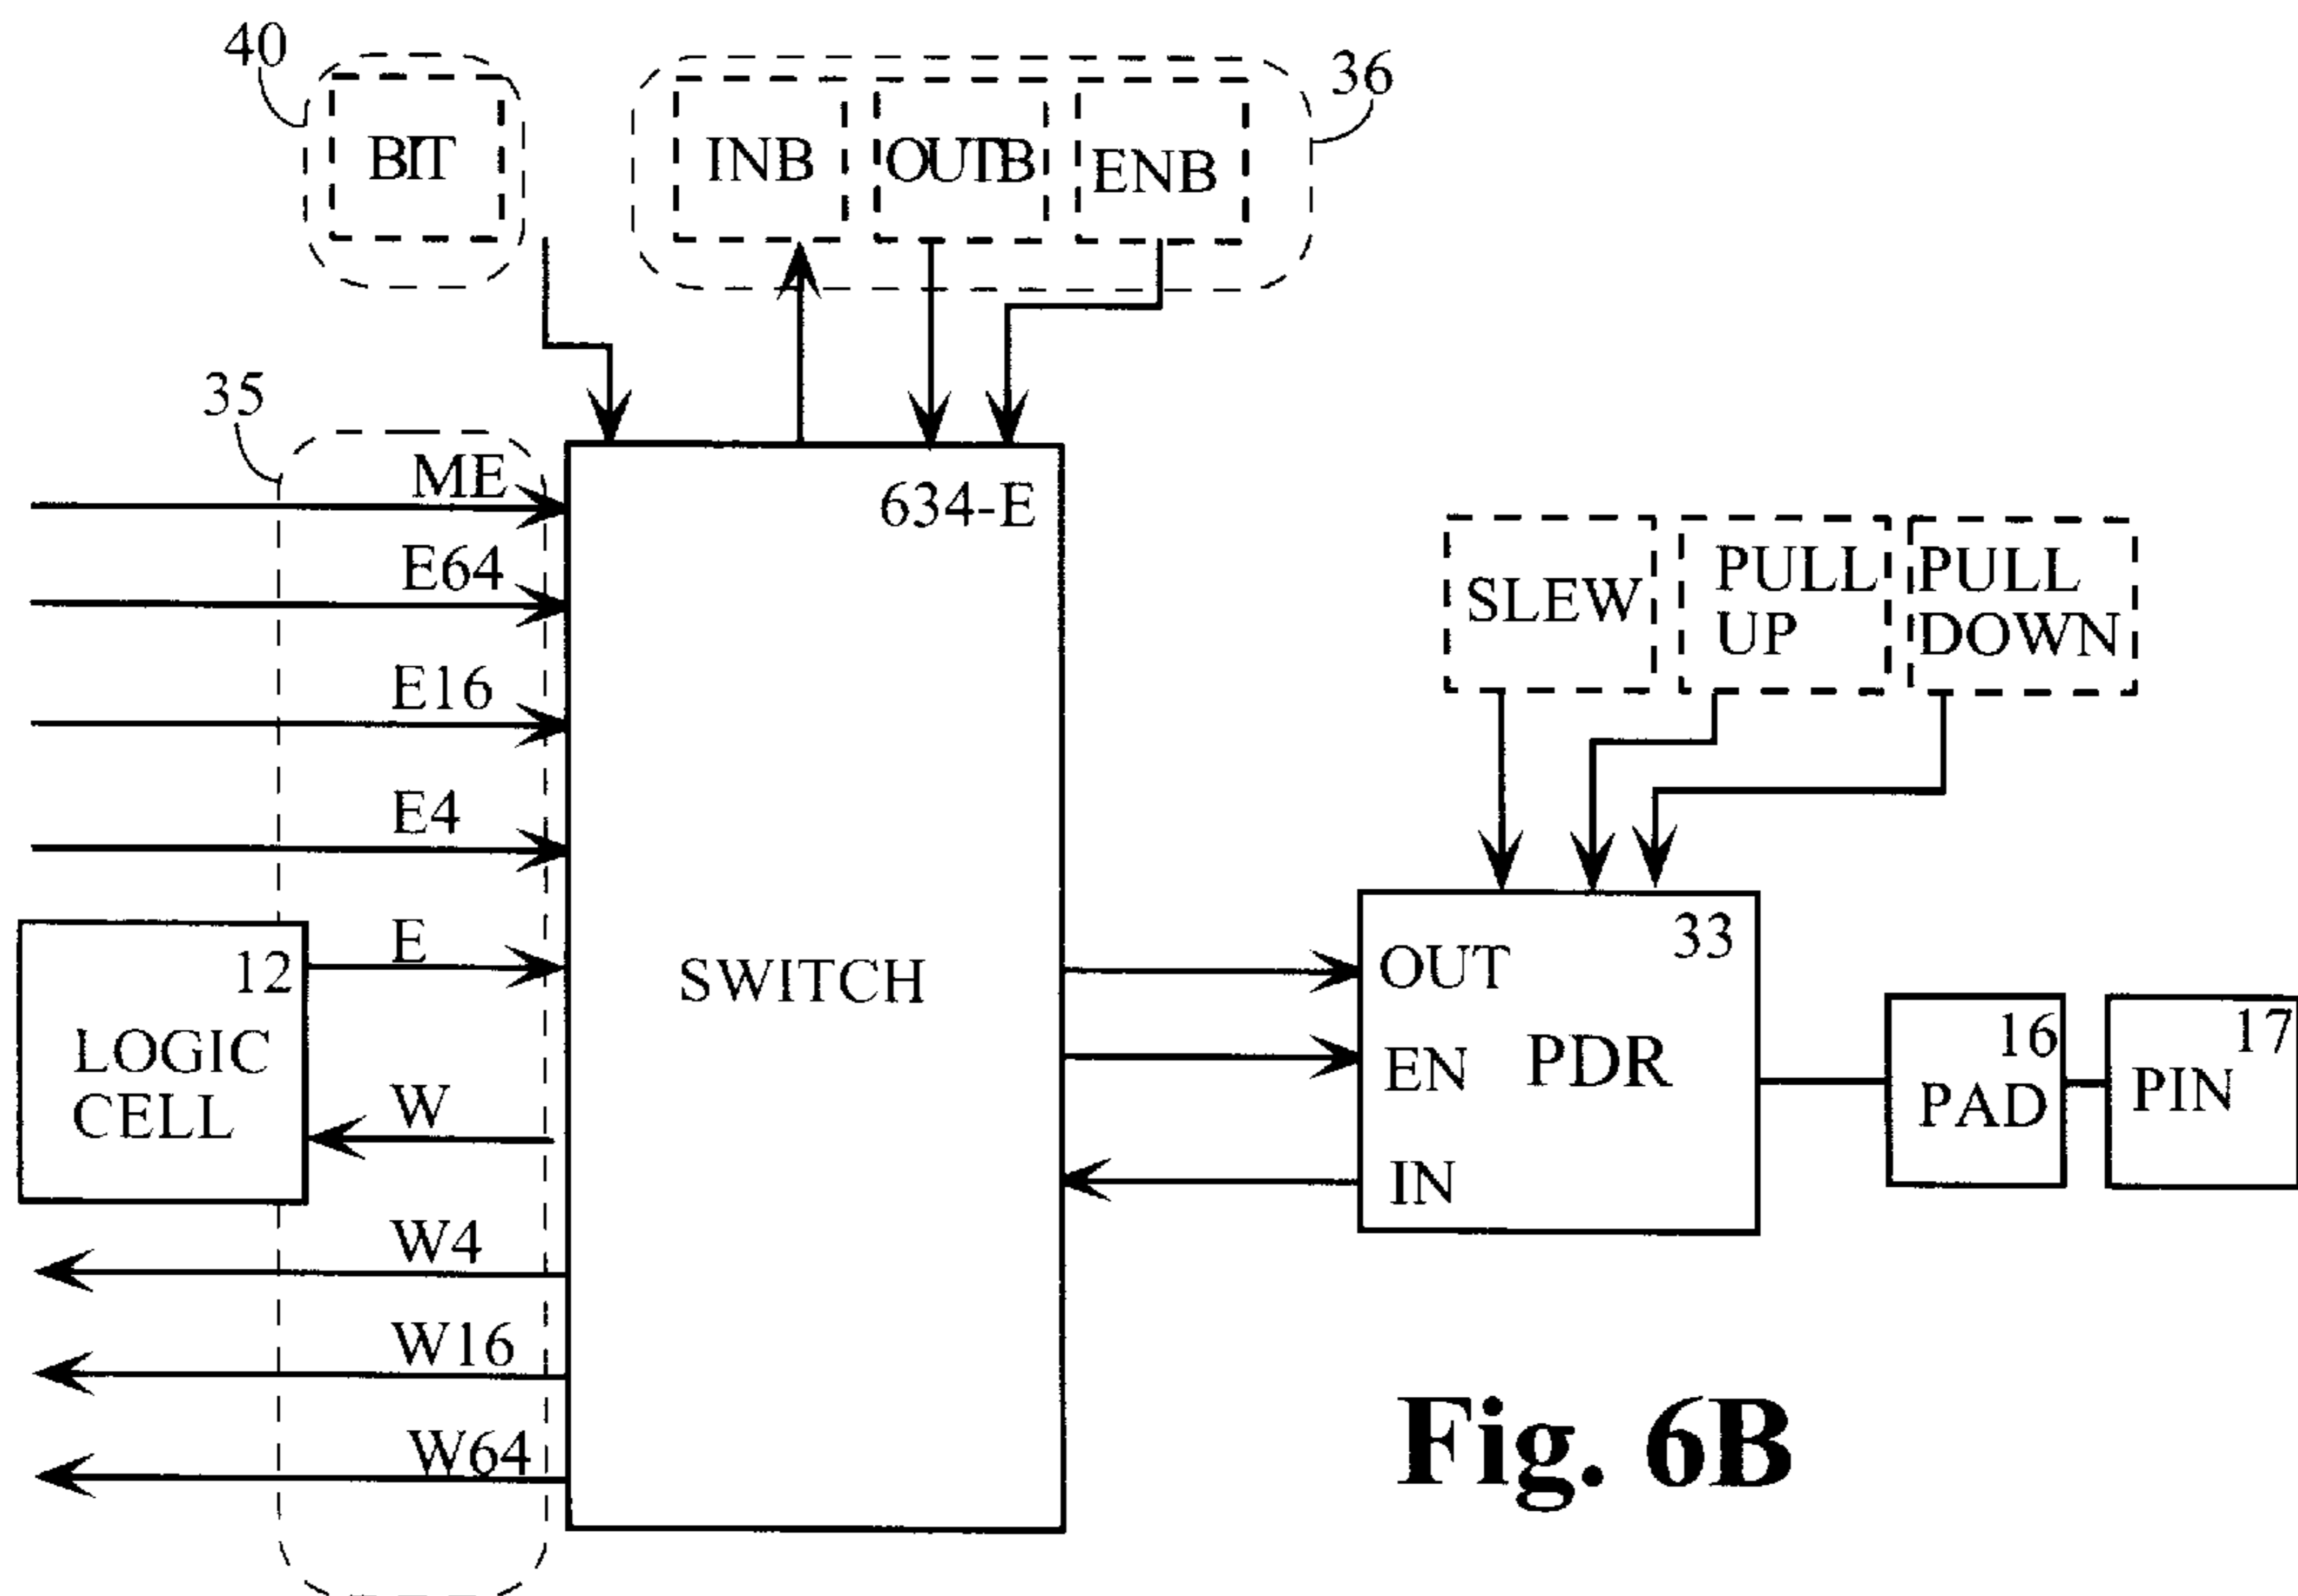 40
36
BIT
INB
OUTB
ENB
35
ME
634-E
E64
SLEW
PULL
UP
PULL
DOWN
E16
E4
E
12
LOGIC
CELL
SWITCH
33
OUT
EN
PDR
IN
16
PAD
17
PIN
W
W4
W16
W64
Fig. 6B